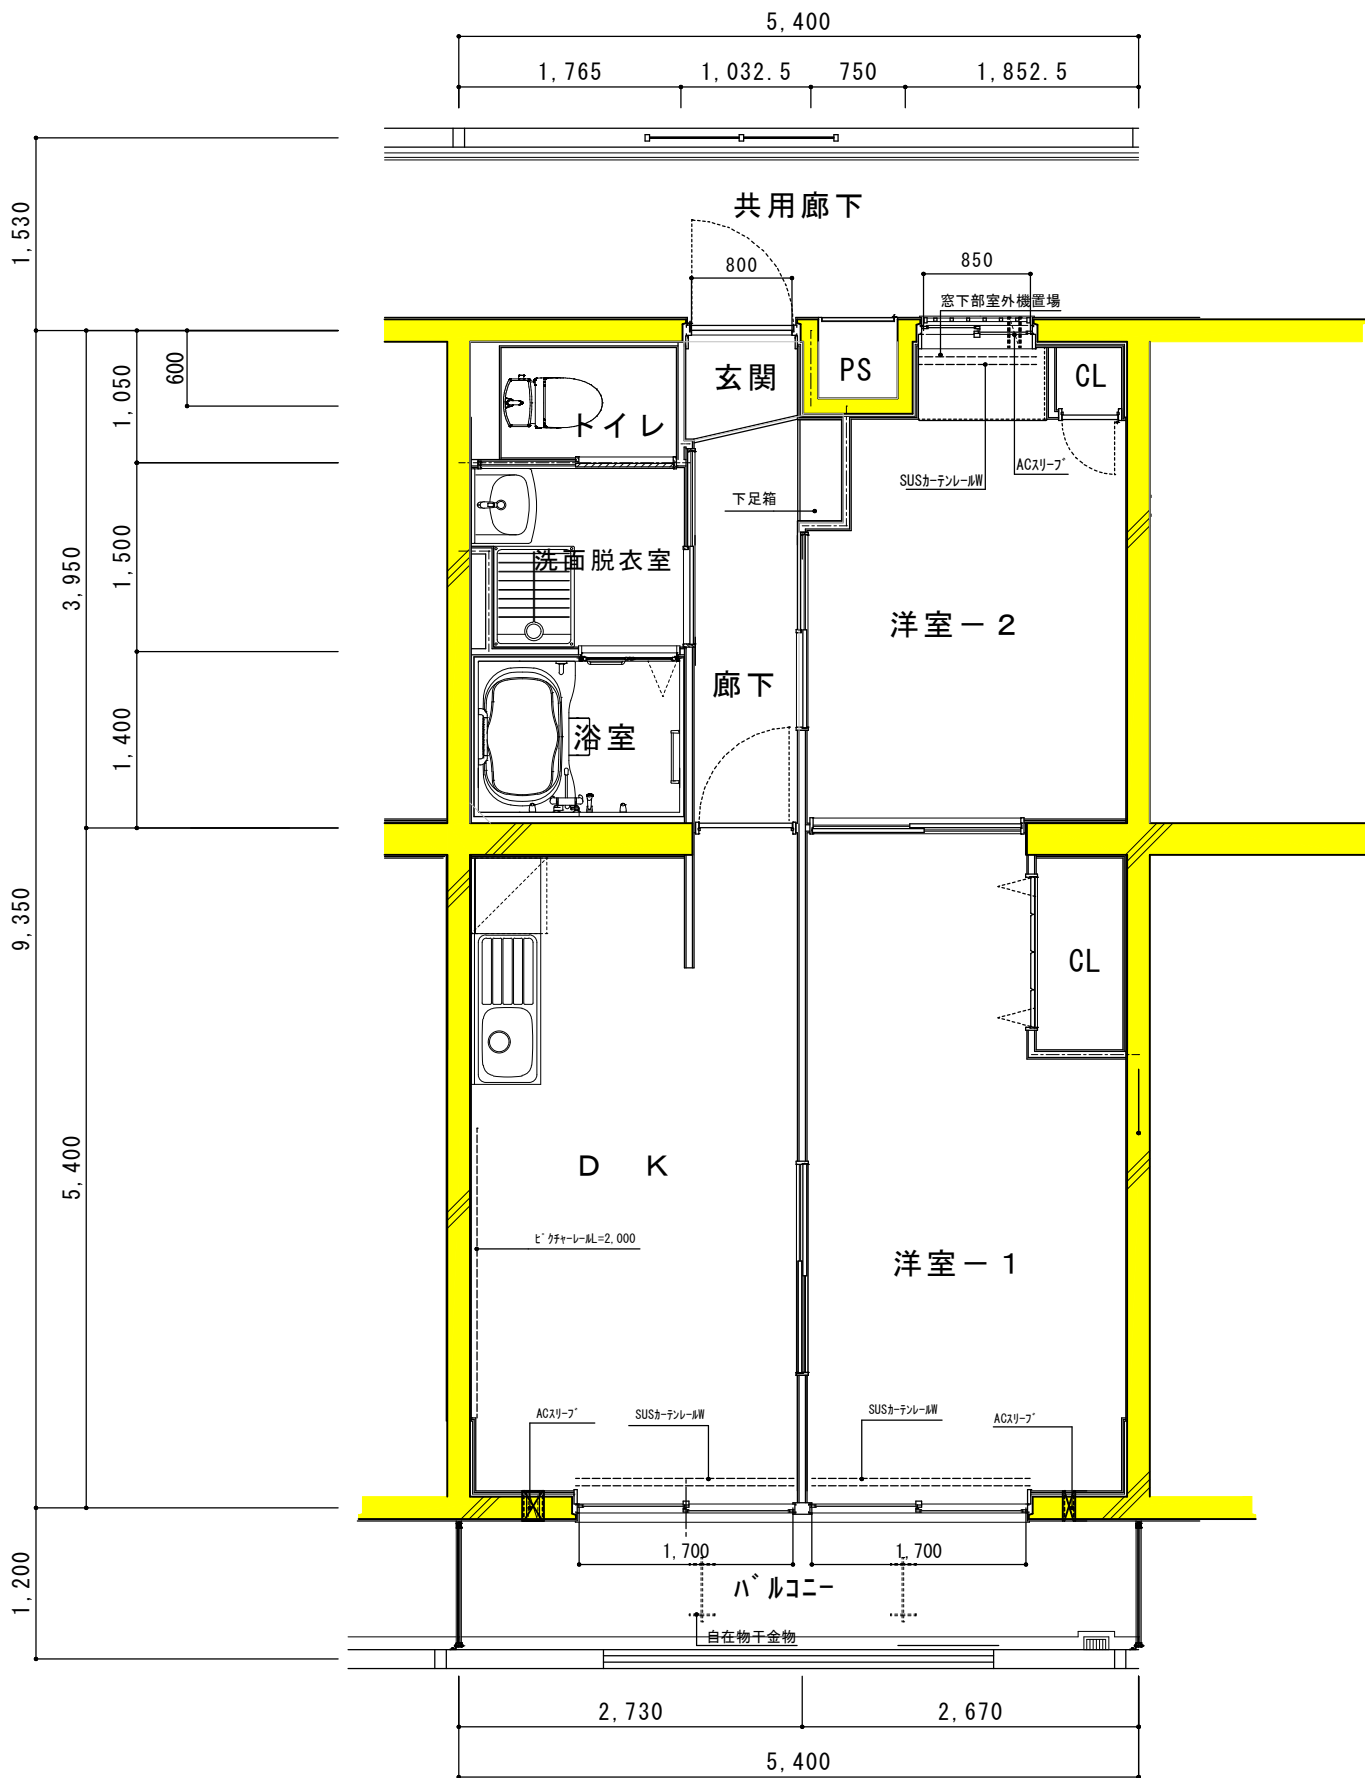 5,400
1,765
1,032.5
750
1,852.5
共用廊下
1,530
800
850
窓下部室外機置場
600
1,050
玄関
PS
CL
トイレ
SUSカーテンレールW
ACスリーブ
下足箱
3,950
1,500
洗面脱衣室
洋室－２
廊下
1,400
浴室
9,350
CL
5,400
Ｄ Ｋ
ピクチャーレールL=2,000
洋室－１
ACスリーブ
SUSカーテンレールW
SUSカーテンレールW
ACスリーブ
1,200
1,700
1,700
バルコニー
自在物干金物
2,730
2,670
5,400